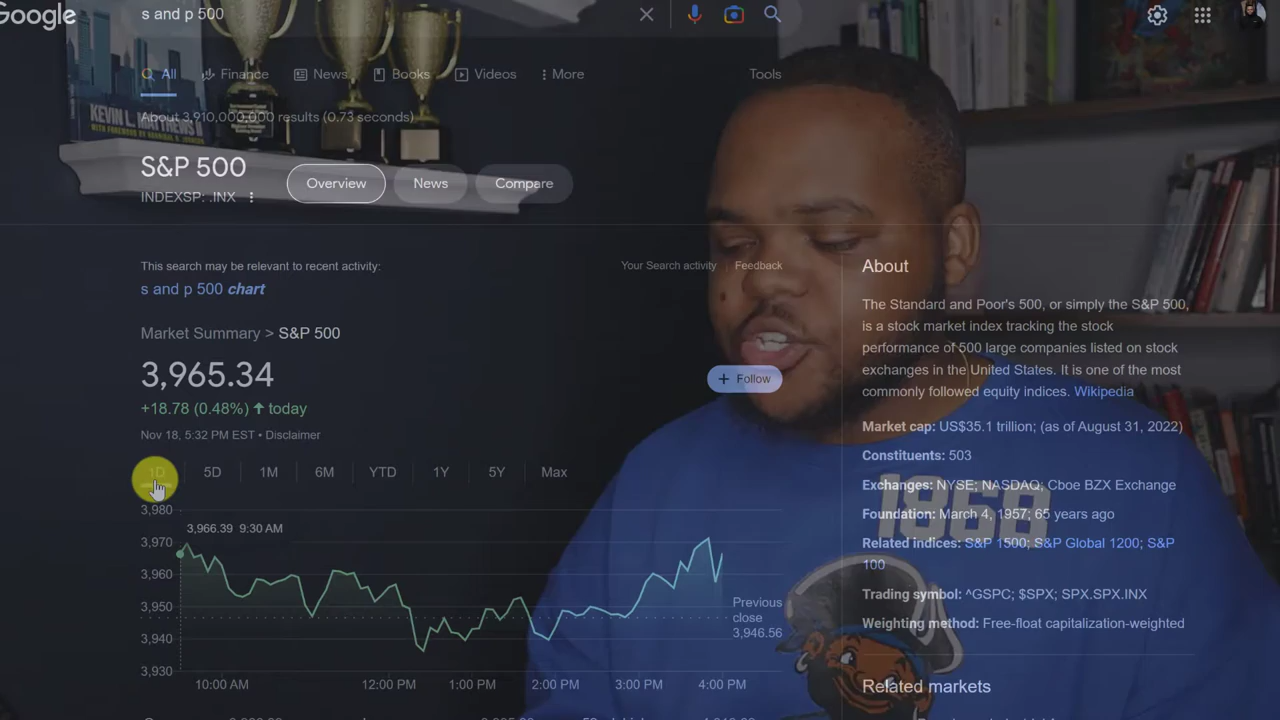 Google
s and p 500
All
Finance
News
Books
Videos
More
Tools
About 3,910,000,000 results (0.73 seconds)
KEVIN L. MATTHEWS II
S&P 500
INDEXSP: .INX
Overview
News
Compare
This search may be relevant to recent activity:
Your Search activity
Feedback
s and p 500 chart
Market Summary > S&P 500
3,965.34
+ Follow
+18.78 (0.48%) ↑ today
Nov 18, 5:32 PM EST • Disclaimer
1D
5D
1M
6M
YTD
1Y
5Y
Max
3,980
3,966.39 9:30 AM
3,970
3,960
3,950
3,940
3,930
Previous
close
3,946.56
10:00 AM
12:00 PM
1:00 PM
2:00 PM
3:00 PM
4:00 PM
About
The Standard and Poor's 500, or simply the S&P 500,
is a stock market index tracking the stock
performance of 500 large companies listed on stock
exchanges in the United States. It is one of the most
commonly followed equity indices. Wikipedia
Market cap: US$35.1 trillion; (as of August 31, 2022)
Constituents: 503
Exchanges: NYSE; NASDAQ; Cboe BZX Exchange
Foundation: March 4, 1957; 65 years ago
Related indices: S&P 1500; S&P Global 1200; S&P
100
Trading symbol: ^GSPC; $SPX; SPX.SPX.INX
Weighting method: Free-float capitalization-weighted
Related markets
1868